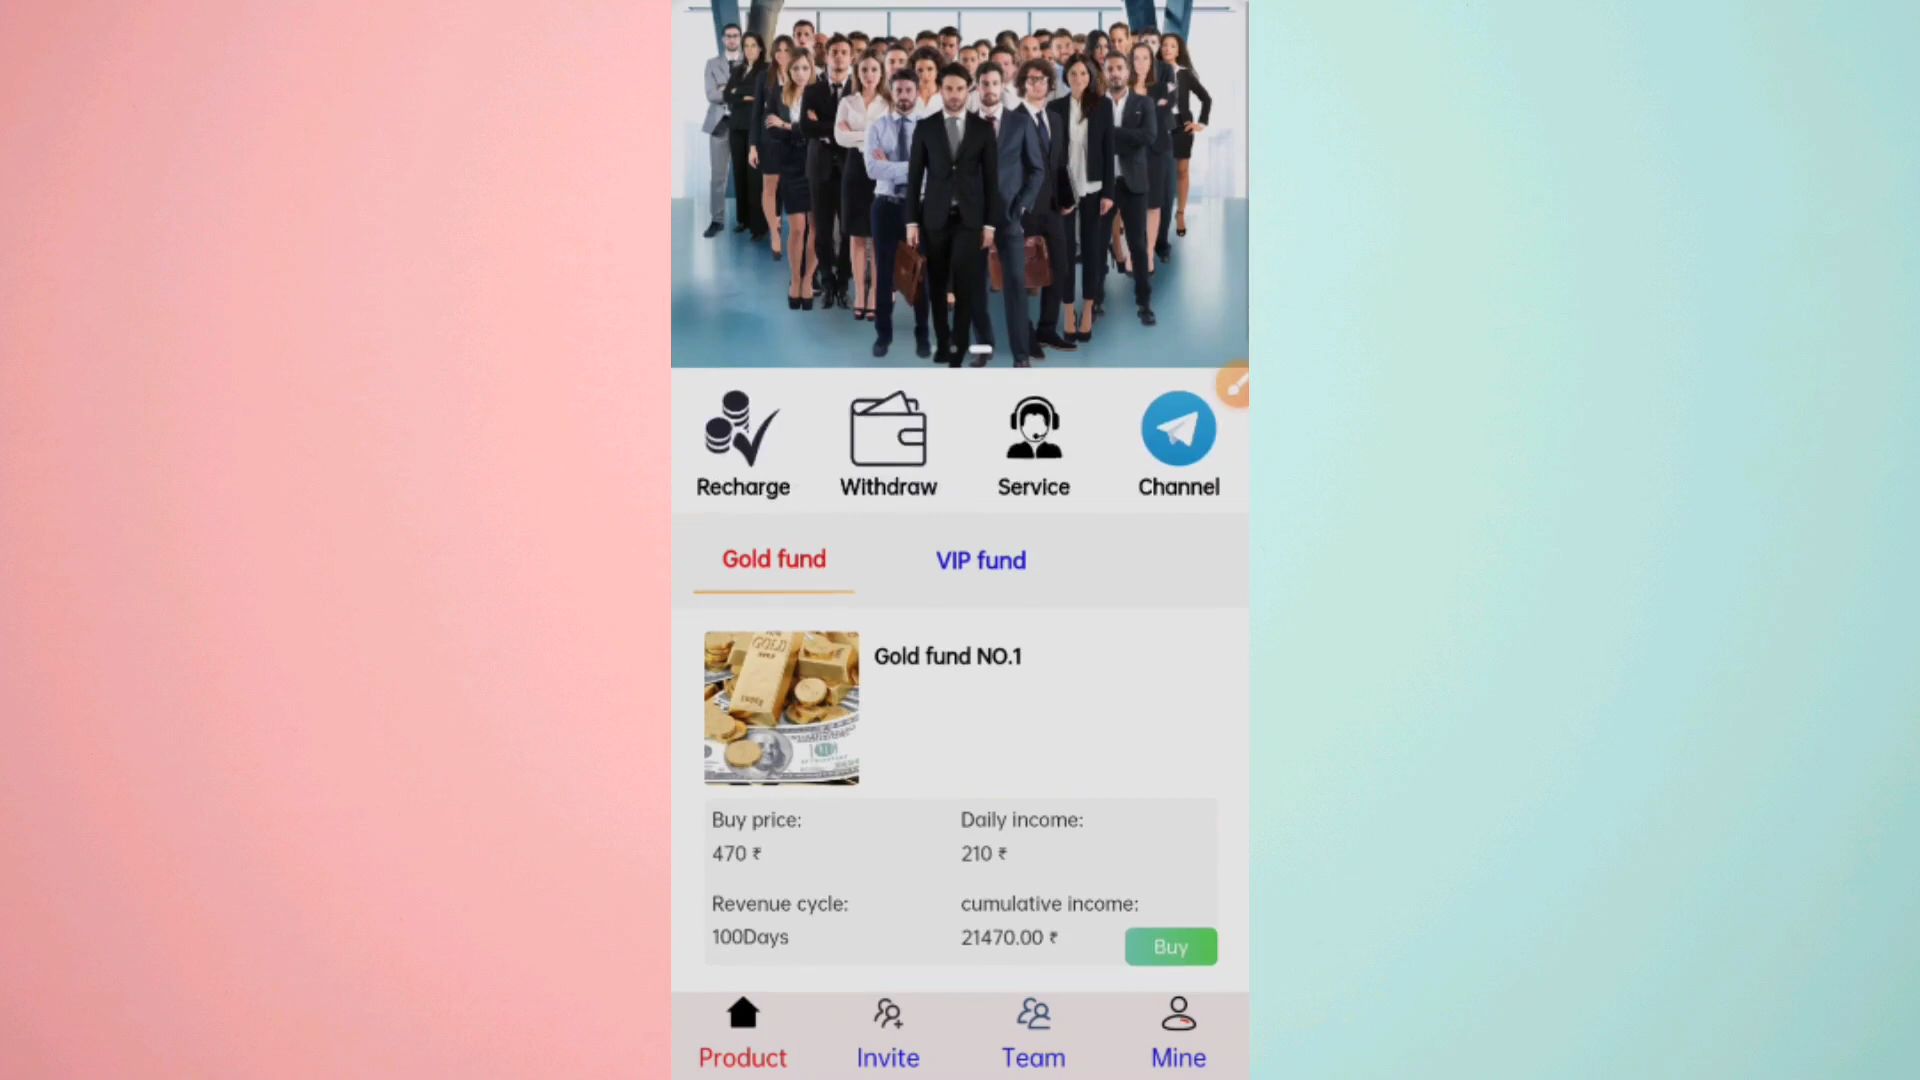 Recharge
Withdraw
Service
Channel
Gold fund
VIP fund
GOLD
Gold fund NO.1
Buy price:
Daily income:
470 ₹
210 ₹
Revenue cycle:
cumulative income:
100Days
21470.00 ₹
Buy
Product
Invite
Team
Mine